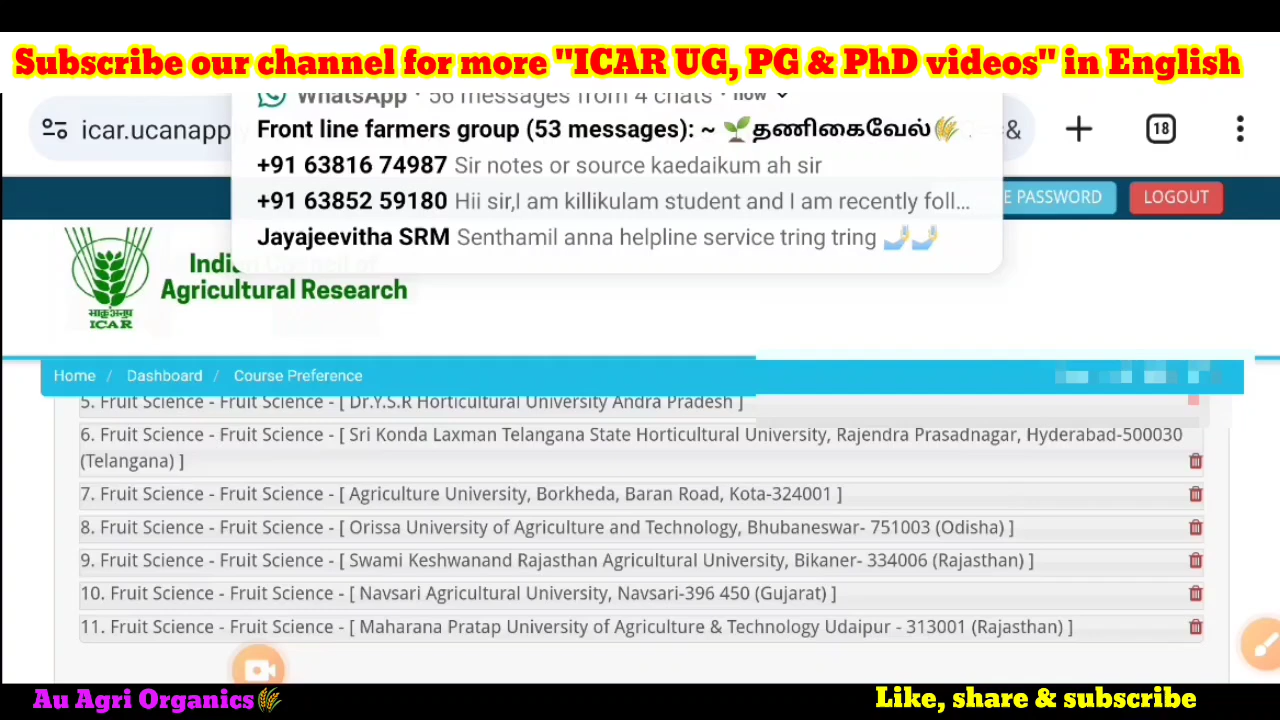 Subscribe our channel for more "ICAR UG, PG & PhD videos" in English
WhatsApp · 56 messages from 4 chats · now
icar.ucanapp
Front line farmers group (53 messages): ~ 🌱தணிகைவேல்🌾
&
18
+91 63816 74987 Sir notes or source kaedaikum ah sir
+91 63852 59180 Hii sir,I am killikulam student and I am recently foll...
E PASSWORD
LOGOUT
Jayajeevitha SRM Senthamil anna helpline service tring tring 🤳🤳
Indian Council of
Agricultural Research
भाकृअनुप
ICAR
Home / Dashboard / Course Preference
5. Fruit Science - Fruit Science - [ Dr.Y.S.R Horticultural University Andra Pradesh ]
6. Fruit Science - Fruit Science - [ Sri Konda Laxman Telangana State Horticultural University, Rajendra Prasadnagar, Hyderabad-500030
(Telangana) ]
7. Fruit Science - Fruit Science - [ Agriculture University, Borkheda, Baran Road, Kota-324001 ]
8. Fruit Science - Fruit Science - [ Orissa University of Agriculture and Technology, Bhubaneswar- 751003 (Odisha) ]
9. Fruit Science - Fruit Science - [ Swami Keshwanand Rajasthan Agricultural University, Bikaner- 334006 (Rajasthan) ]
10. Fruit Science - Fruit Science - [ Navsari Agricultural University, Navsari-396 450 (Gujarat) ]
11. Fruit Science - Fruit Science - [ Maharana Pratap University of Agriculture & Technology Udaipur - 313001 (Rajasthan) ]
Au Agri Organics🌾
Like, share & subscribe